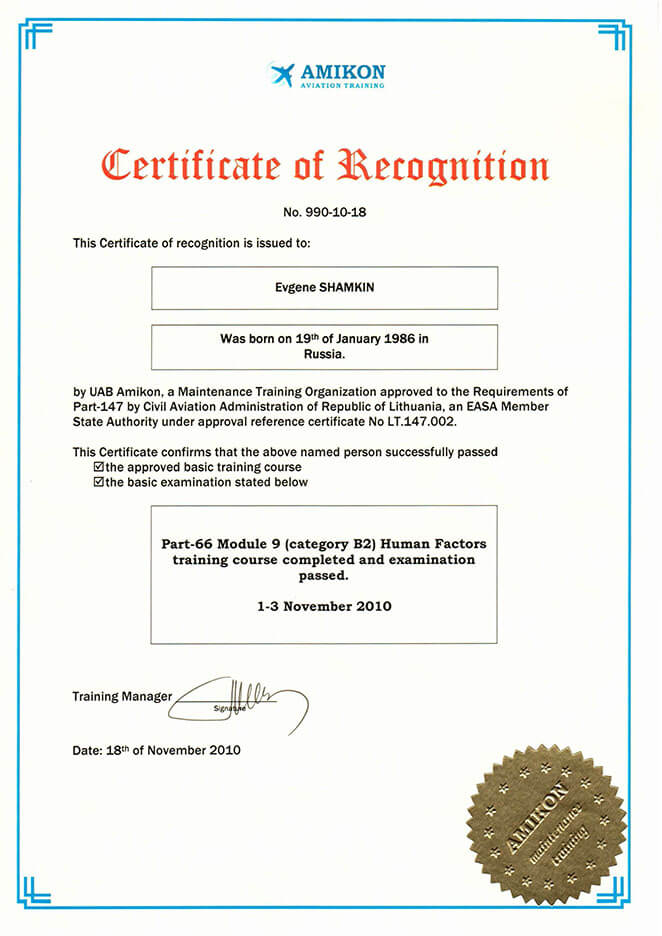 AMIKON
AVIATION TRAINING
Certificate of Recognition
No. 990-10-18
This Certificate of recognition is issued to:
Evgene SHAMKIN
Was born on 19th of January 1986 in
Russia.
by UAB Amikon, a Maintenance Training Organization approved to the Requirements of
Part-147 by Civil Aviation Administration of Republic of Lithuania, an EASA Member
State Authority under approval reference certificate No LT.147.002.
This Certificate confirms that the above named person successfully passed
☑the approved basic training course
☑the basic examination stated below
Part-66 Module 9 (category B2) Human Factors
training course completed and examination
passed.
1-3 November 2010
Training Manager
Signature
Date: 18th of November 2010
AMIKON
maintenance
training